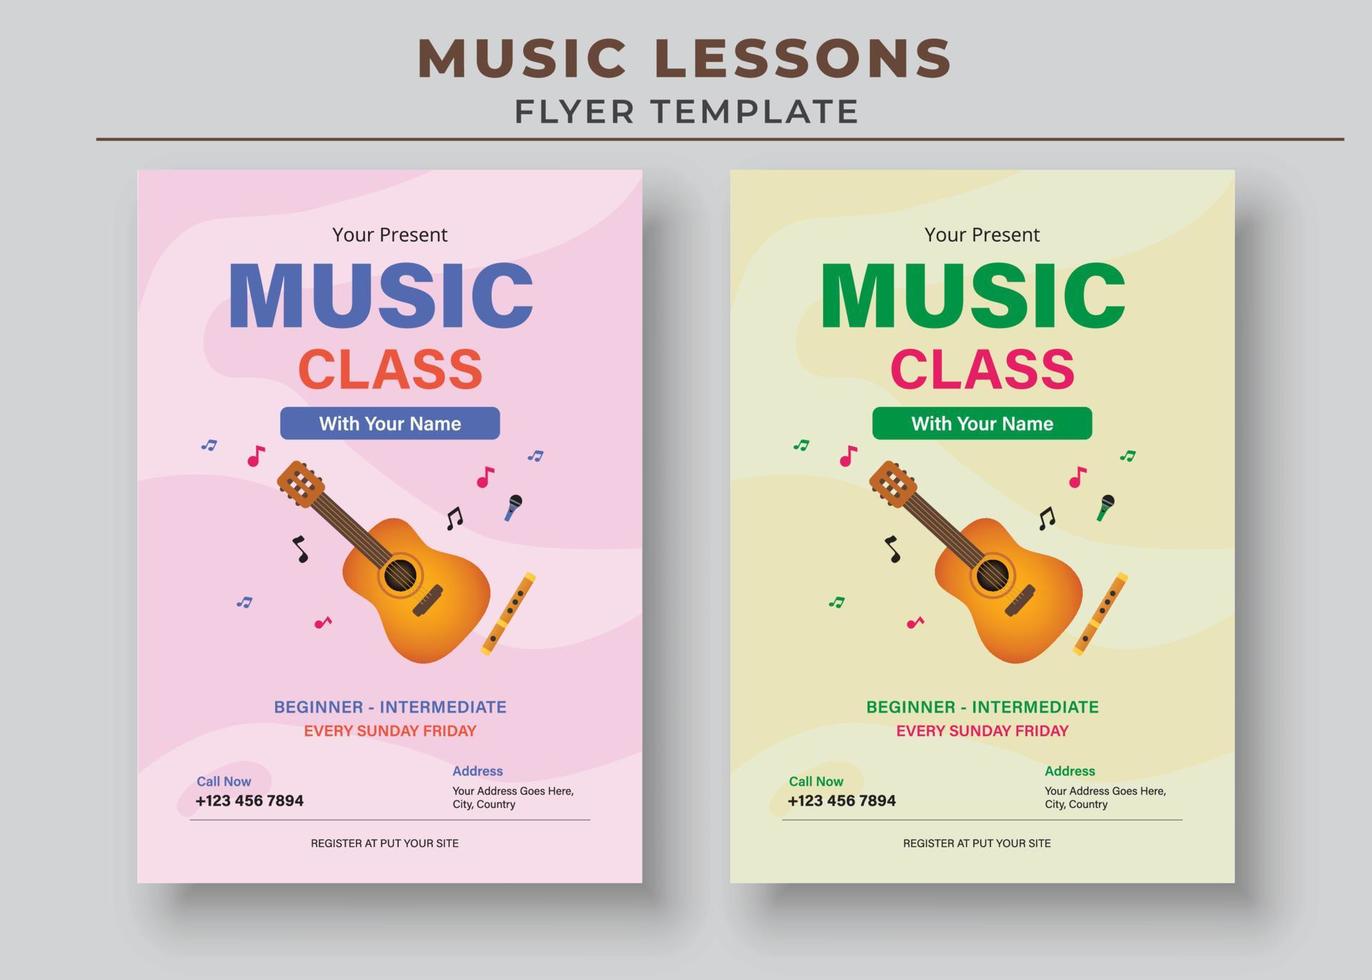 MUSIC LESSONS
FLYER TEMPLATE
Your Present
MUSIC
CLASS
With Your Name
BEGINNER - INTERMEDIATE
EVERY SUNDAY FRIDAY
Call Now
+123 456 7894
Address
Your Address Goes Here,
City, Country
REGISTER AT PUT YOUR SITE
Your Present
MUSIC
CLASS
With Your Name
BEGINNER - INTERMEDIATE
EVERY SUNDAY FRIDAY
Call Now
+123 456 7894
Address
Your Address Goes Here,
City, Country
REGISTER AT PUT YOUR SITE